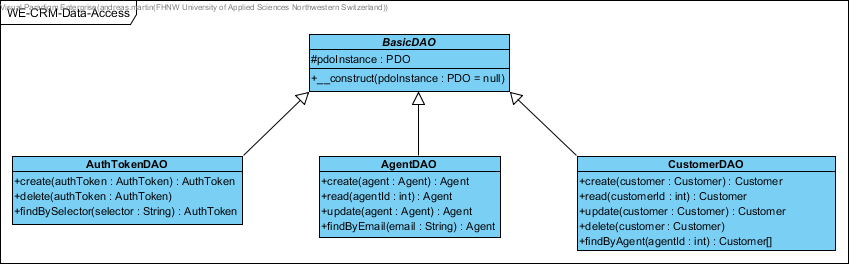 Visual Paradigm Enterprise(andreas.martin(FHNW University of Applied Sciences Northwestern Switzerland))
WE-CRM-Data-Access
BasicDAO
#pdoInstance : PDO
+__construct(pdoInstance : PDO = null)
AuthTokenDAO
+create(authToken : AuthToken) : AuthToken
+delete(authToken : AuthToken)
+findBySelector(selector : String) : AuthToken
AgentDAO
+create(agent : Agent) : Agent
+read(agentId : int) : Agent
+update(agent : Agent) : Agent
+findByEmail(email : String) : Agent
CustomerDAO
+create(customer : Customer) : Customer
+read(customerId : int) : Customer
+update(customer : Customer) : Customer
+delete(customer : Customer)
+findByAgent(agentId : int) : Customer[]